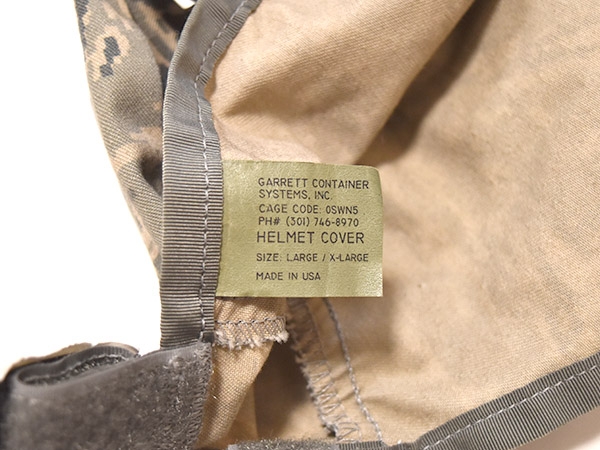 GARRETT CONTAINER
SYSTEMS, INC.
CAGE CODE: 0SWN5
PH# (301) 746-8970
HELMET COVER
SIZE: LARGE / X-LARGE
MADE IN USA